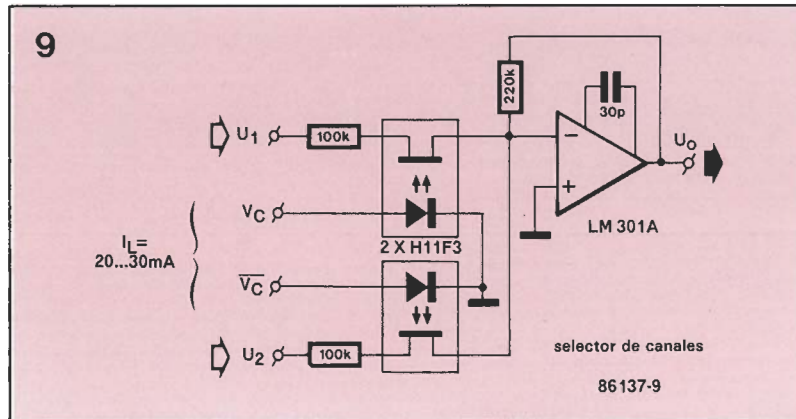 9
220k
30p
U1
100k
–
U0
+
VC
LM 301A
IL=
20...30mA
2 X H11F3
VC
U2
100k
selector de canales
86137-9